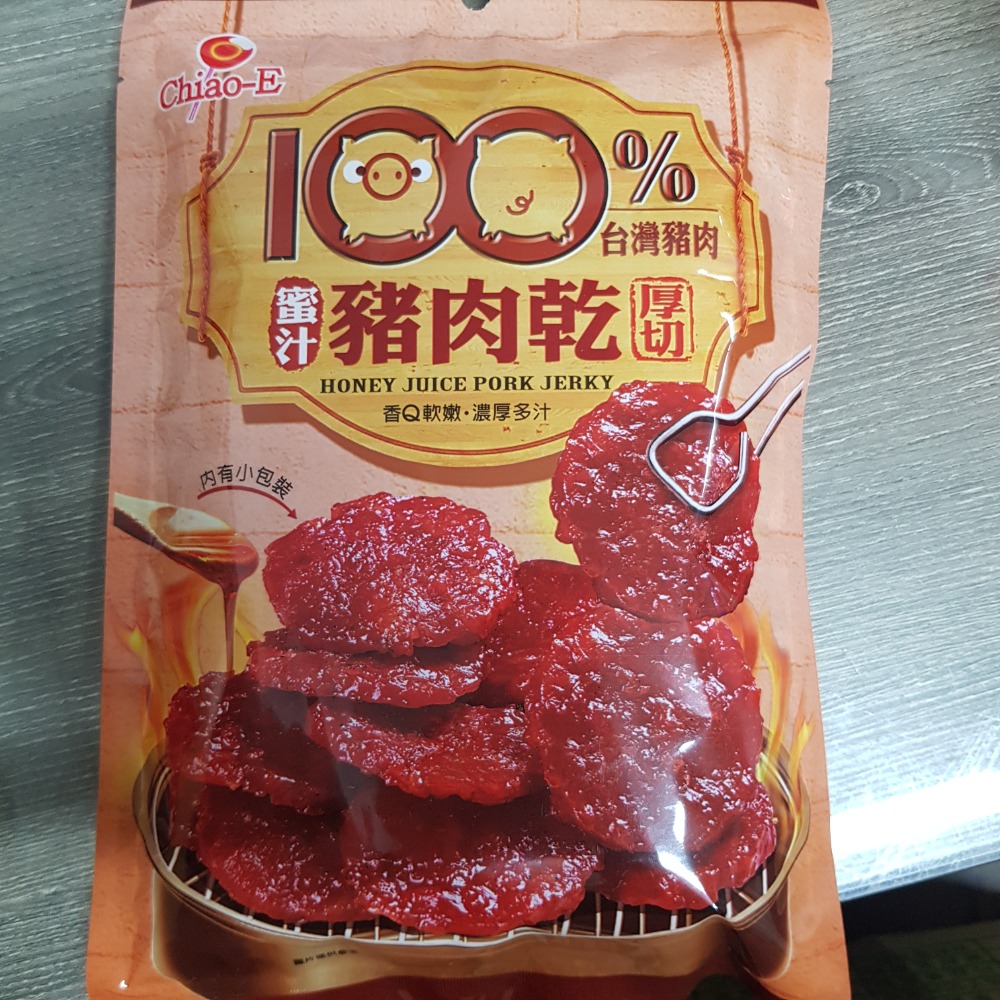 Chiao-E
100%
台灣豬肉
蜜汁
豬肉乾
厚切
HONEY JUICE PORK JERKY
香Q軟嫩·濃厚多汁
內有小包裝